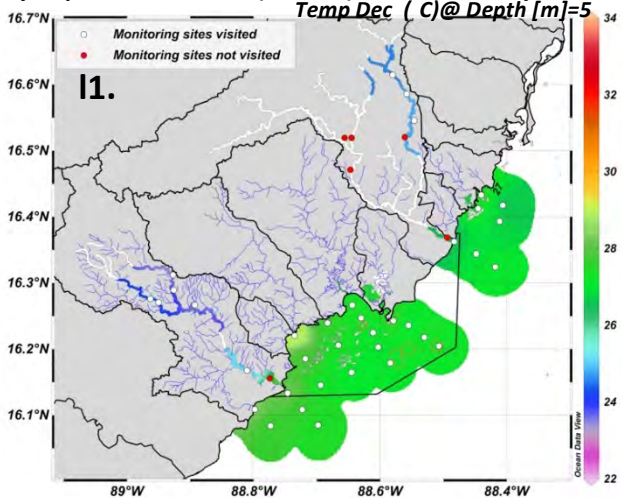 Temp Dec ( C)@ Depth [m]=5
16.7°N
Monitoring sites visited
Monitoring sites not visited
I1.
16.6°N
16.5°N
16.4°N
16.3°N
16.2°N
16.1°N
89°W
88.8°W
88.6°W
88.4°W
34
32
30
28
26
24
22
Ocean Data View